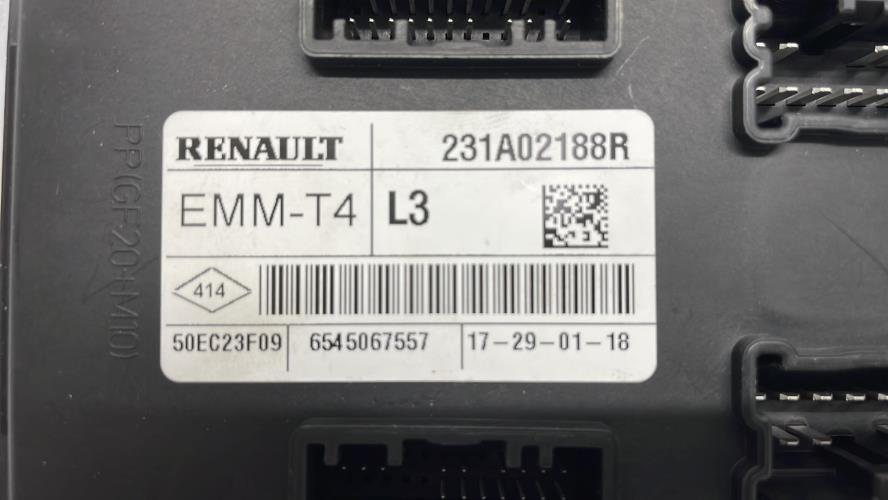 RENAULT 231A02188R
EMM-T4 L3
414
50EC23F09 6545067557 17-29-01-18
PP(GF20+M10)